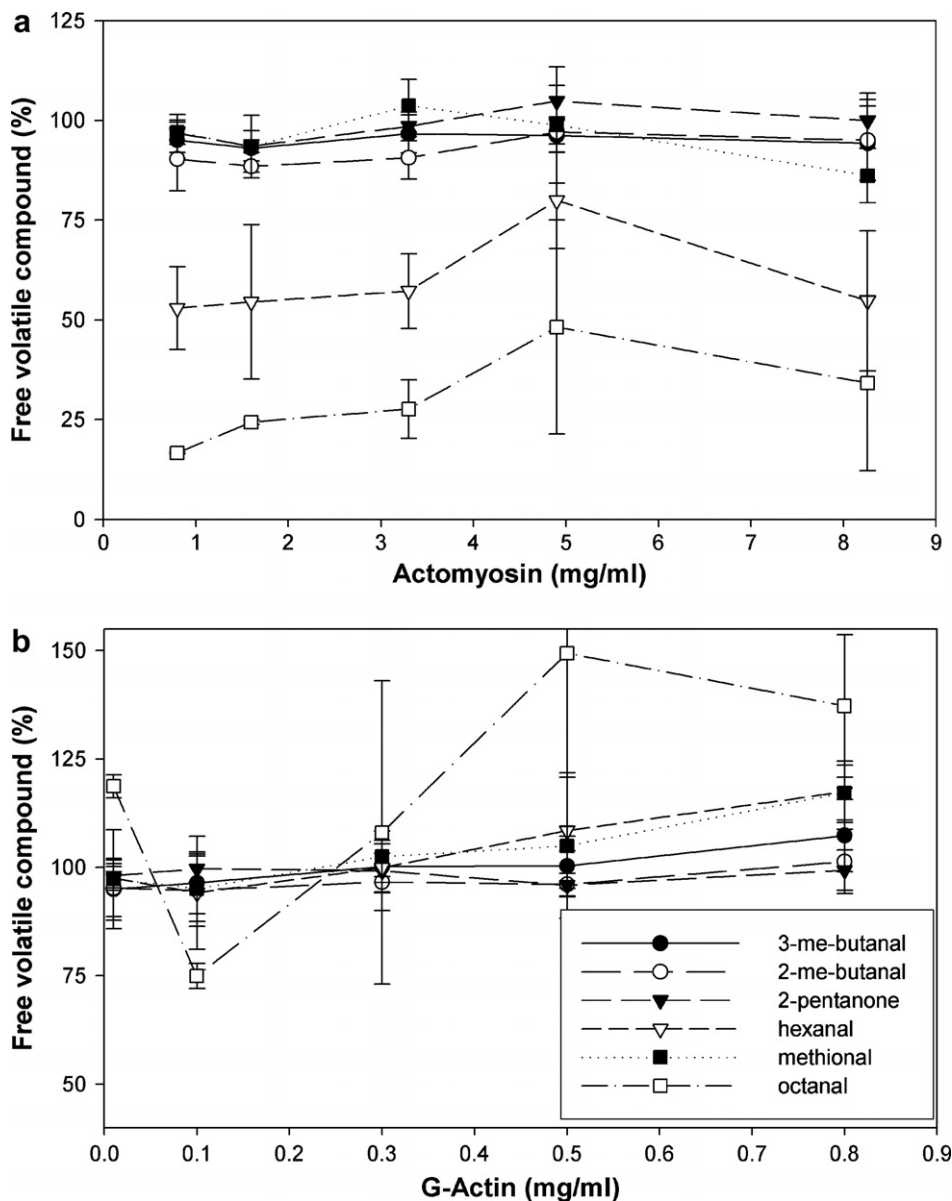 a
125
100
75
50
25
0
Free volatile compound (%)
0 1 2 3 4 5 6 7 8 9
Actomyosin (mg/ml)
b
150
125
100
75
50
Free volatile compound (%)
3-me-butanal
2-me-butanal
2-pentanone
hexanal
methional
octanal
0.0 0.1 0.2 0.3 0.4 0.5 0.6 0.7 0.8 0.9
G-Actin (mg/ml)